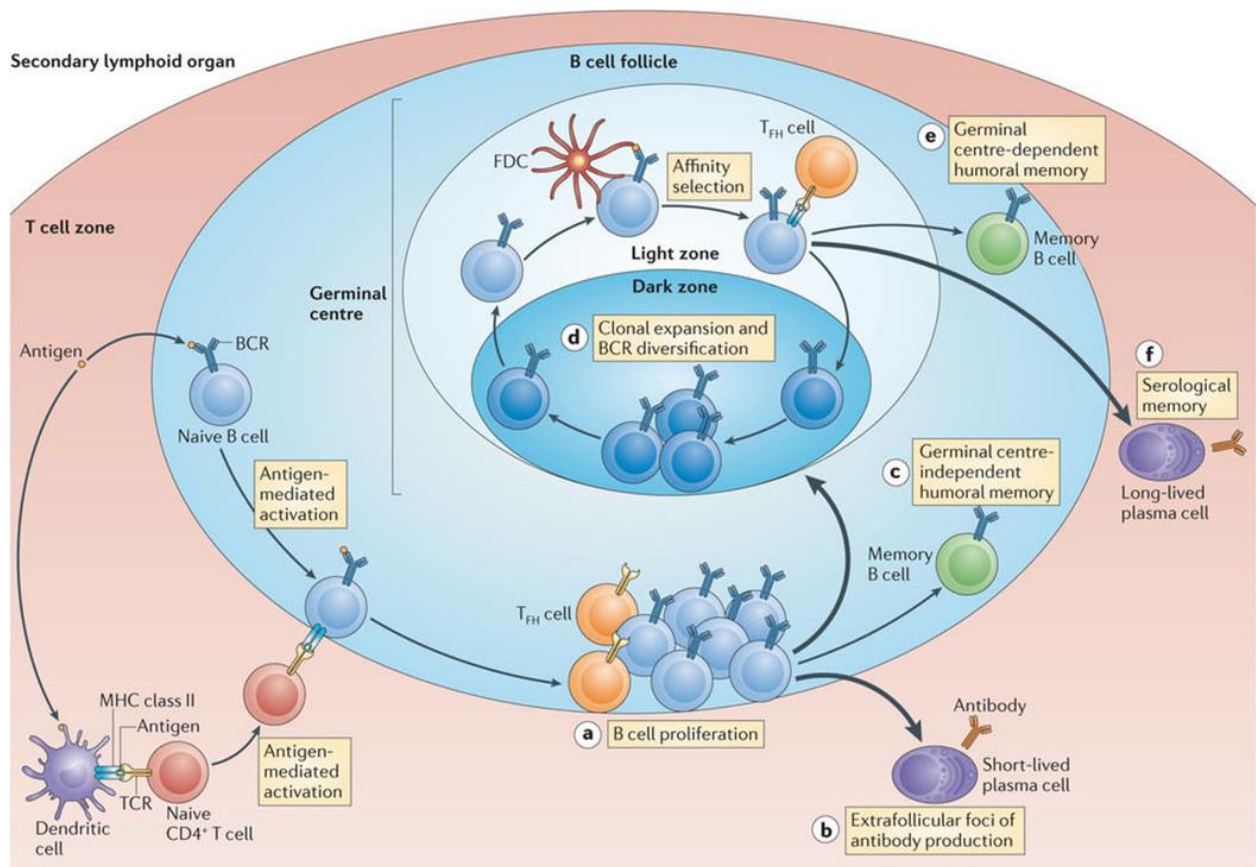 Secondary lymphoid organ
B cell follicle
T cell zone
Germinal
centre
FDC
Affinity
selection
T_FH cell
Light zone
Dark zone
d
Clonal expansion and
BCR diversification
e
Germinal
centre-dependent
humoral memory
Memory
B cell
f
Serological
memory
Long-lived
plasma cell
Antigen
BCR
Naive B cell
Antigen-
mediated
activation
c
Germinal centre-
independent
humoral memory
Memory
B cell
T_FH cell
a
B cell proliferation
MHC class II
Antigen
TCR
Dendritic
cell
Naive
CD4⁺ T cell
Antigen-
mediated
activation
Antibody
Short-lived
plasma cell
b
Extrafollicular foci of
antibody production